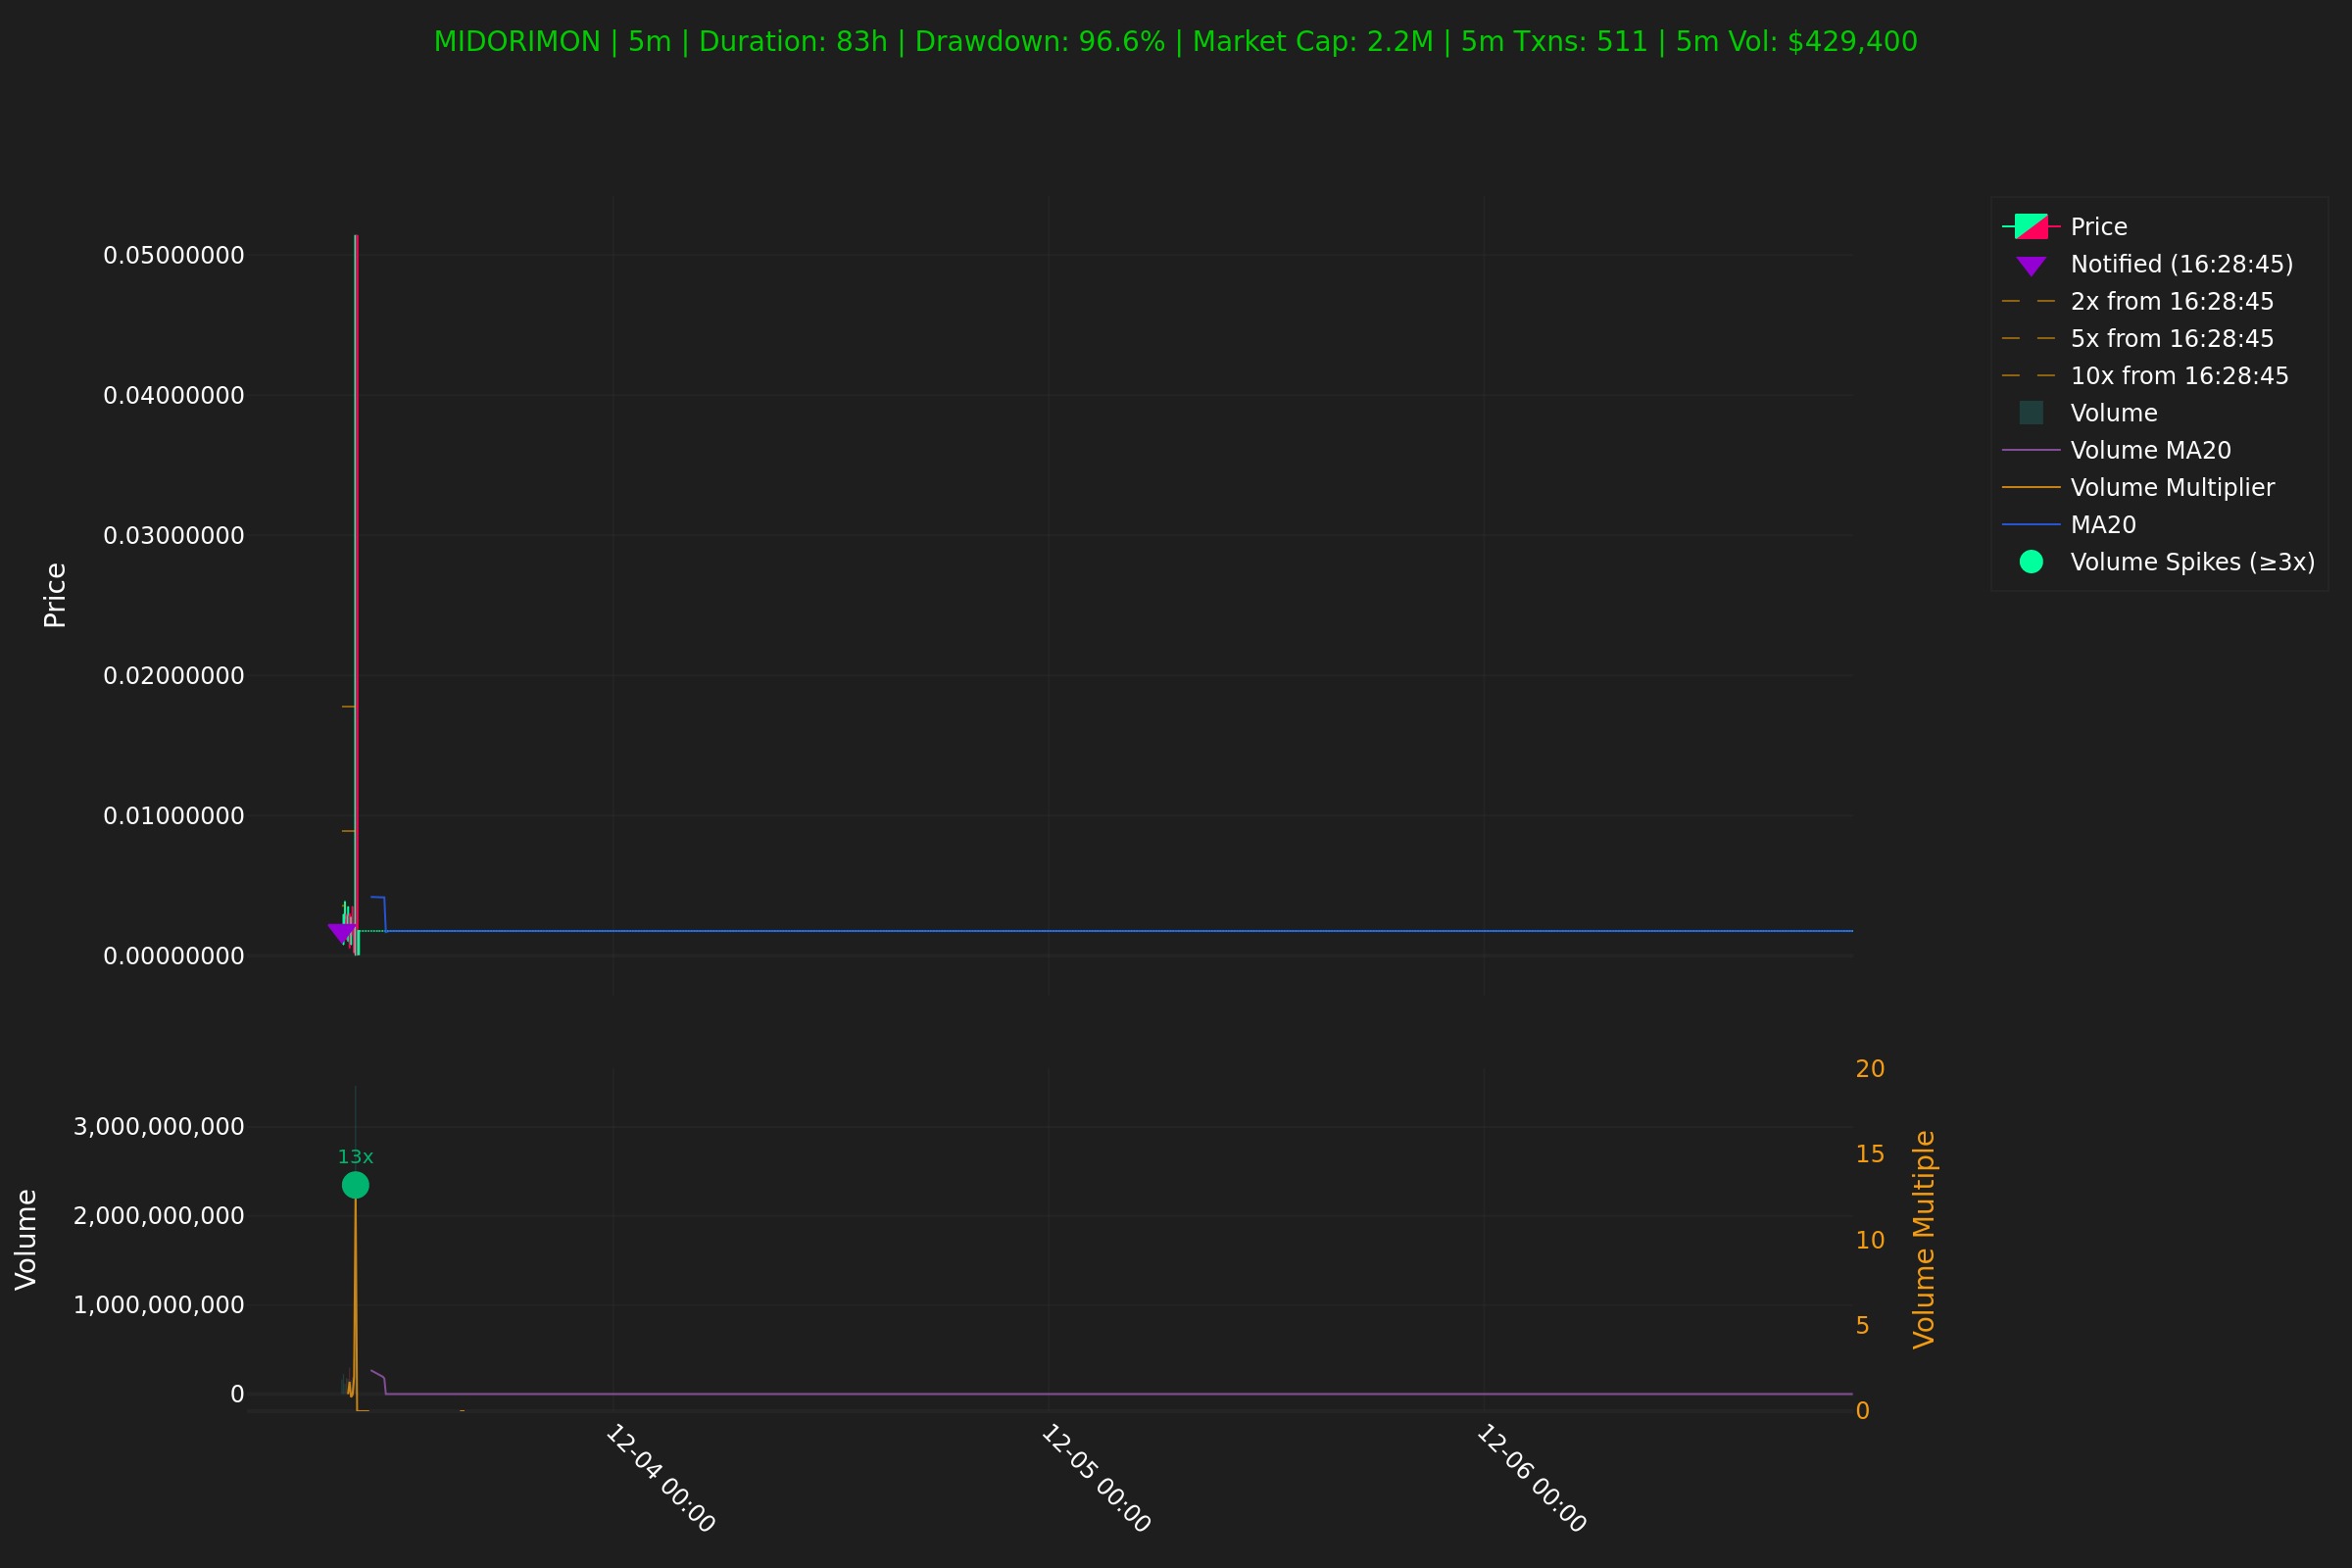 MIDORIMON | 5m | Duration: 83h | Drawdown: 96.6% | Market Cap: 2.2M | 5m Txns: 511 | 5m Vol: $429,400
Price
0.05000000
0.04000000
0.03000000
0.02000000
0.01000000
0.00000000
Price
Notified (16:28:45)
2x from 16:28:45
5x from 16:28:45
10x from 16:28:45
Volume
Volume MA20
Volume Multiplier
MA20
Volume Spikes (≥3x)
Volume
3,000,000,000
2,000,000,000
1,000,000,000
0
13x
20
15
10
5
0
Volume Multiple
12-04 00:00
12-05 00:00
12-06 00:00